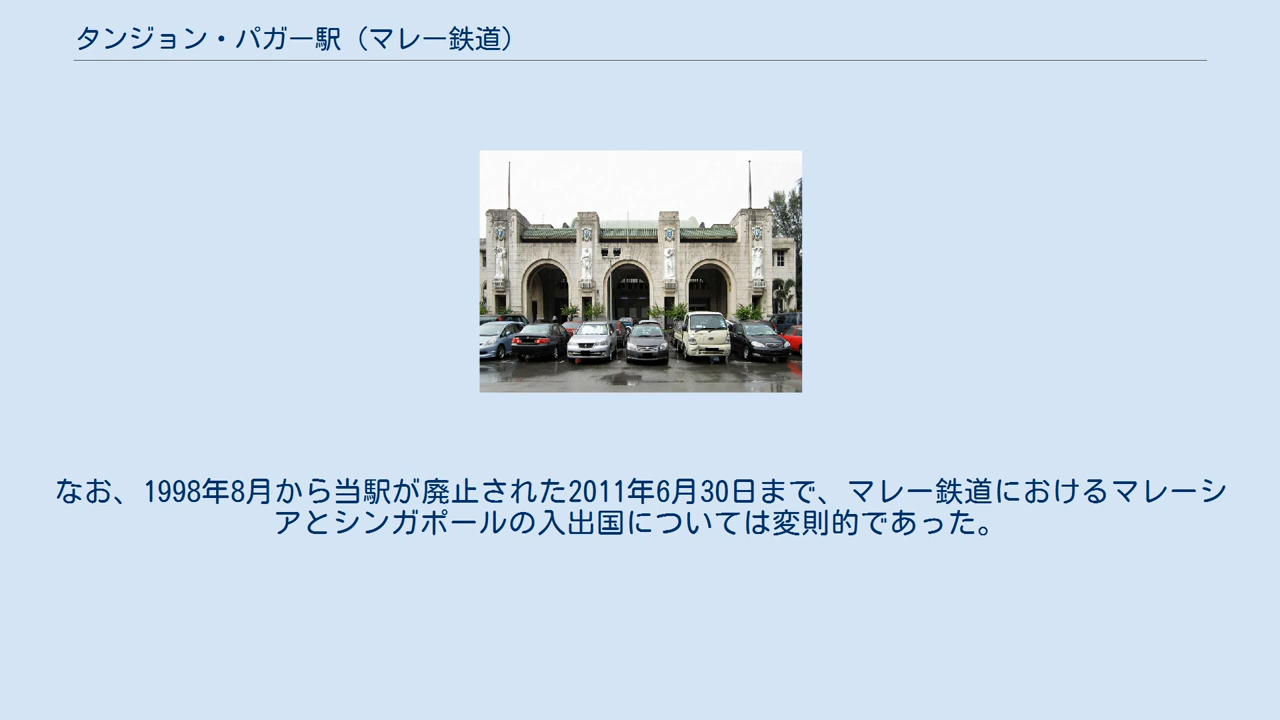 タンジョン・パガー駅（マレー鉄道）
なお、1998年8月から当駅が廃止された2011年6月30日まで、マレー鉄道におけるマレーシ
アとシンガポールの入出国については変則的であった。